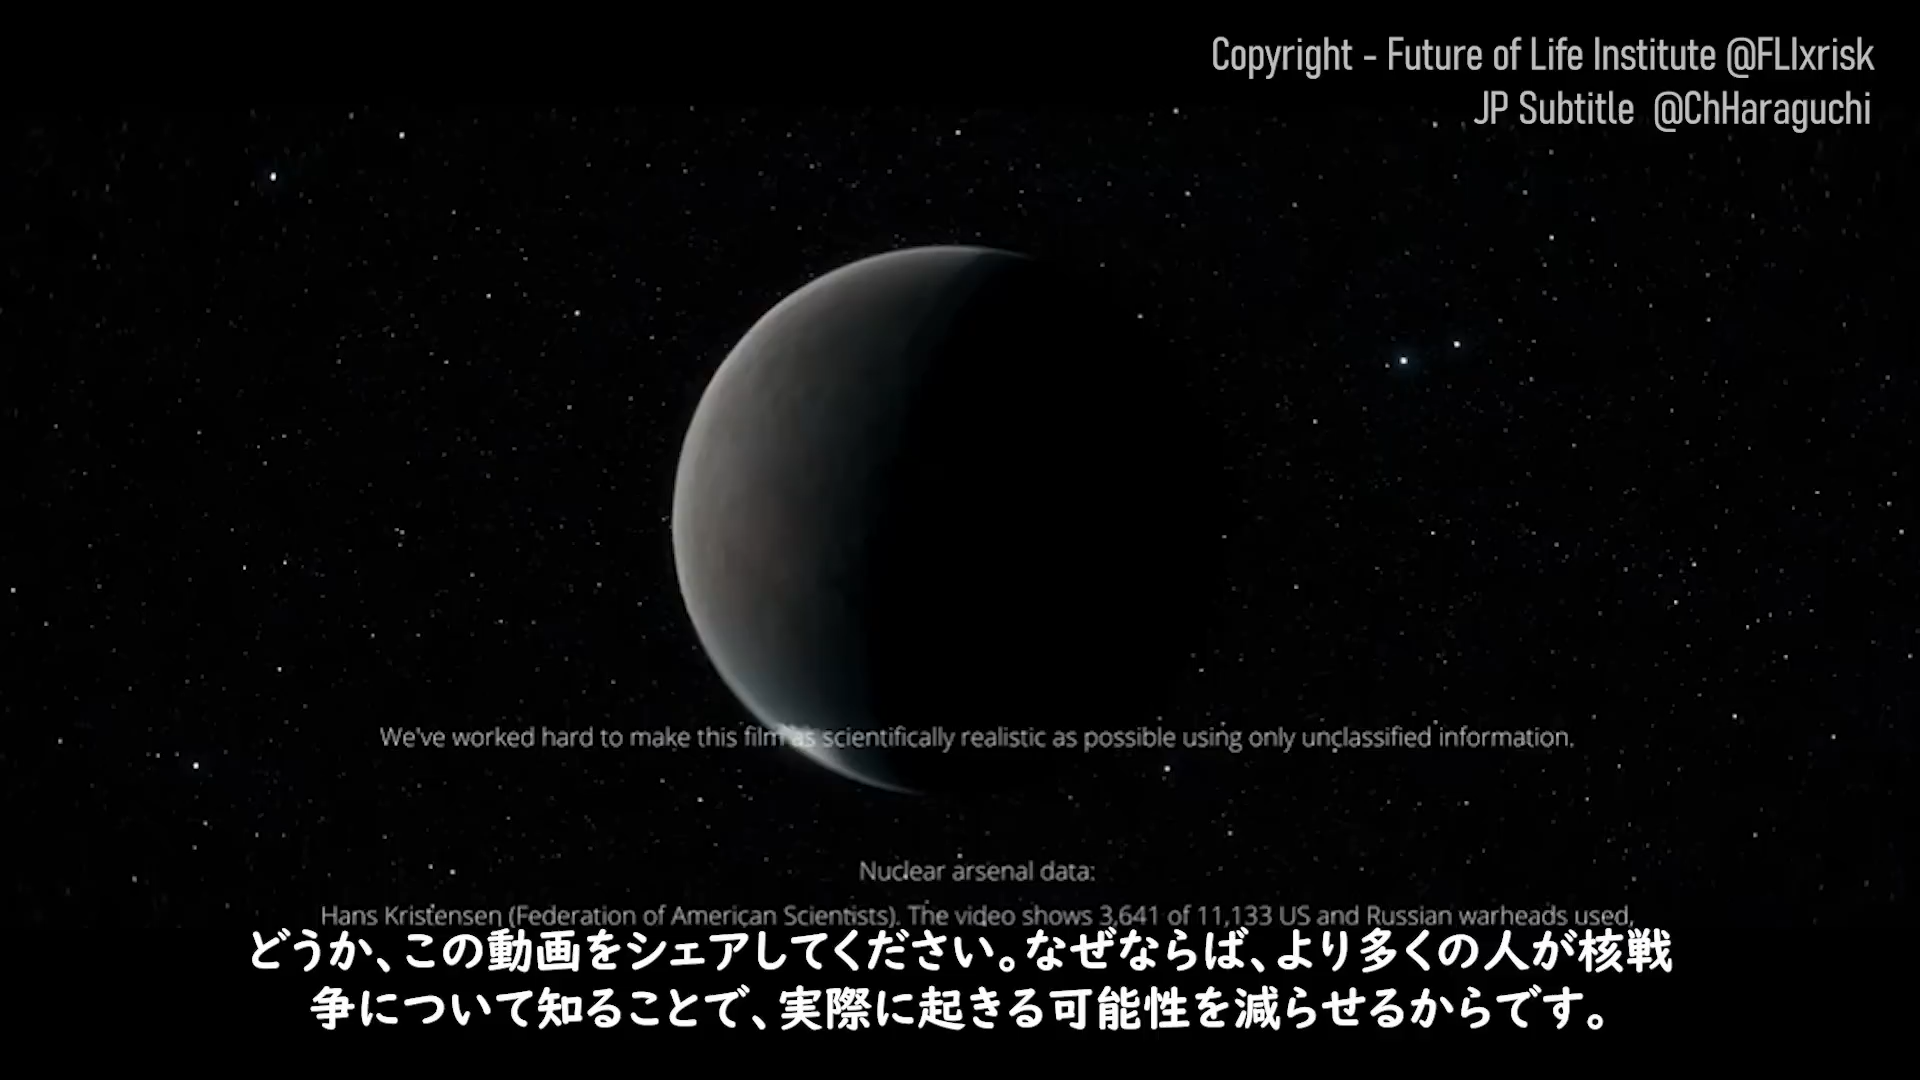 Copyright - Future of Life Institute @FLIxrisk
JP Subtitle @ChHaraguchi
We've worked hard to make this film as scientifically realistic as possible using only unclassified information.
Nuclear arsenal data:
Hans Kristensen (Federation of American Scientists). The video shows 3,641 of 11,133 US and Russian warheads used,
どうか、この動画をシェアしてください。なぜならば、より多くの人が核戦
争について知ることで、実際に起きる可能性を減らせるからです。